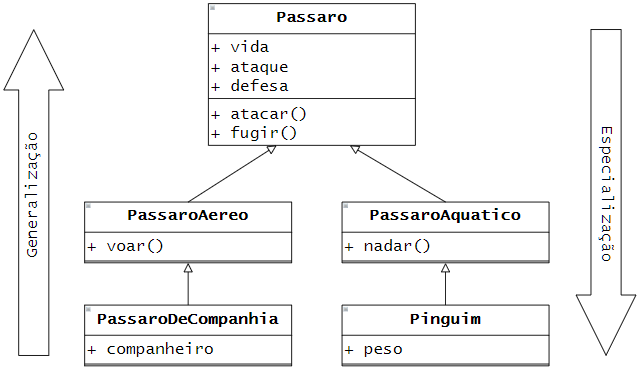 Passaro
+ vida
+ ataque
+ defesa
+ atacar()
+ fugir()
Generalização
Especialização
PassaroAereo
+ voar()
PassaroAquatico
+ nadar()
PassaroDeCompanhia
+ companheiro
Pinguim
+ peso